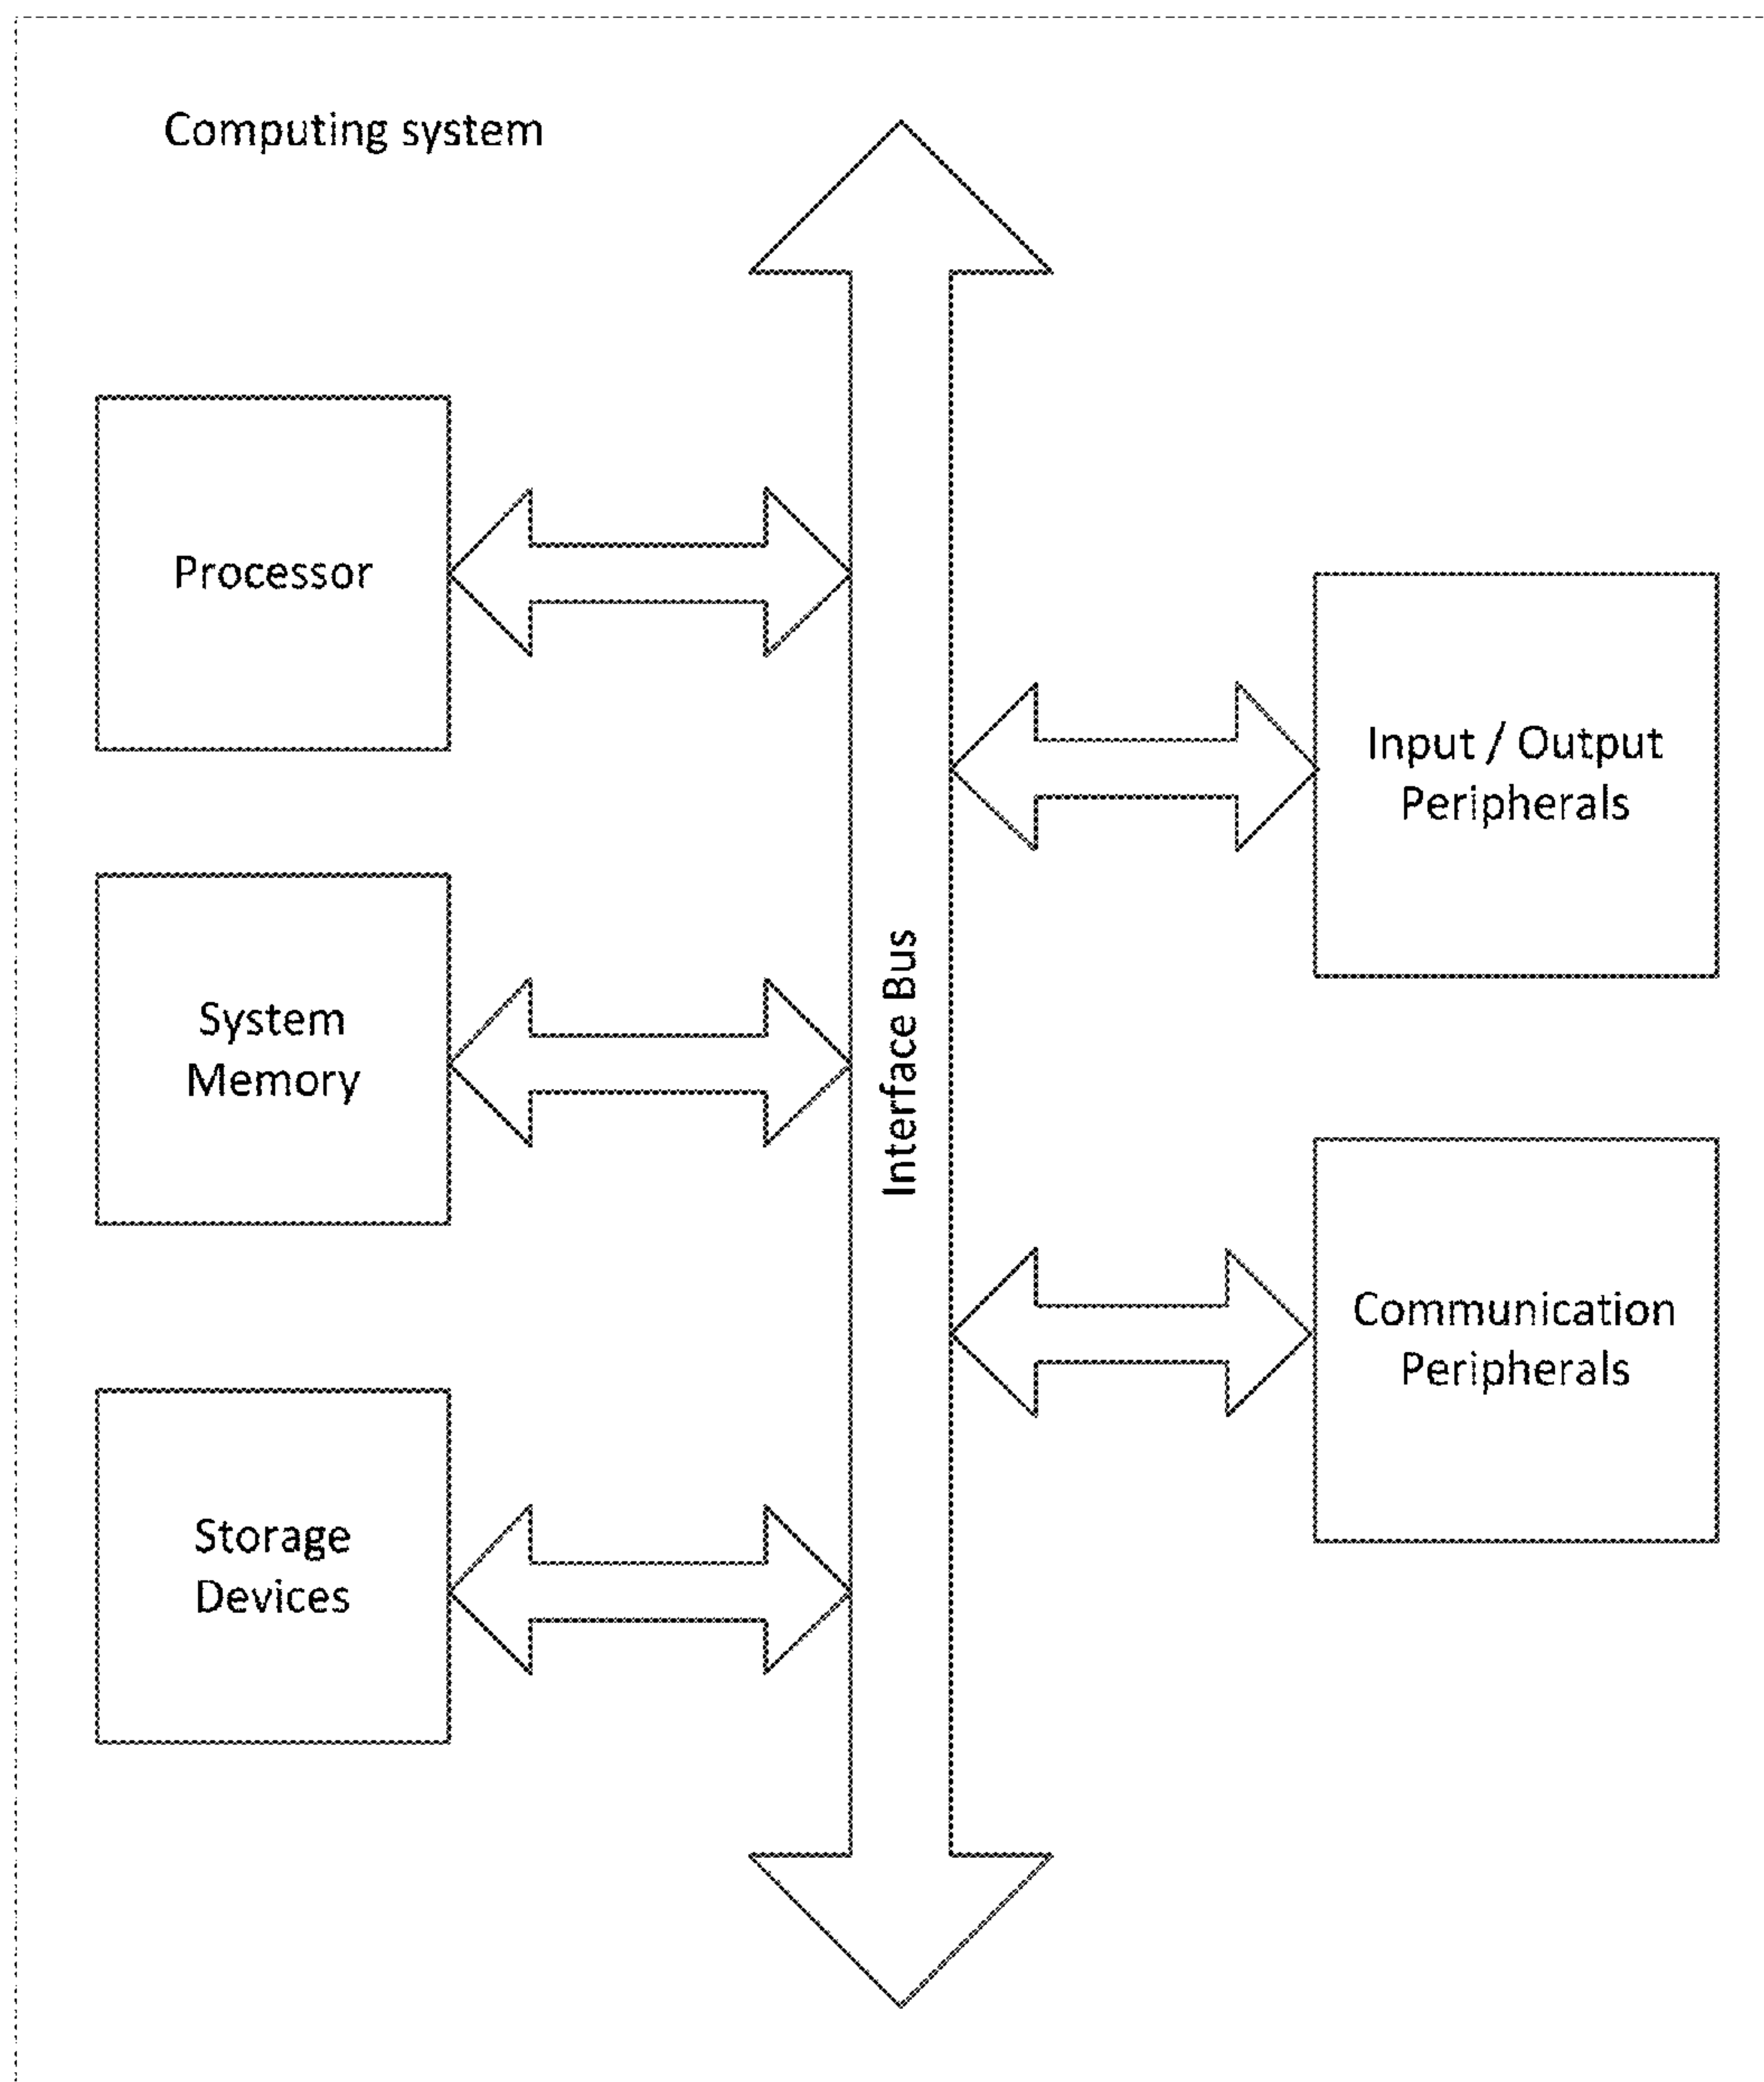 Computing system
Processor
Input / Output
Peripherals
System
Memory
Interface Bus
Communication
Peripherals
Storage
Devices